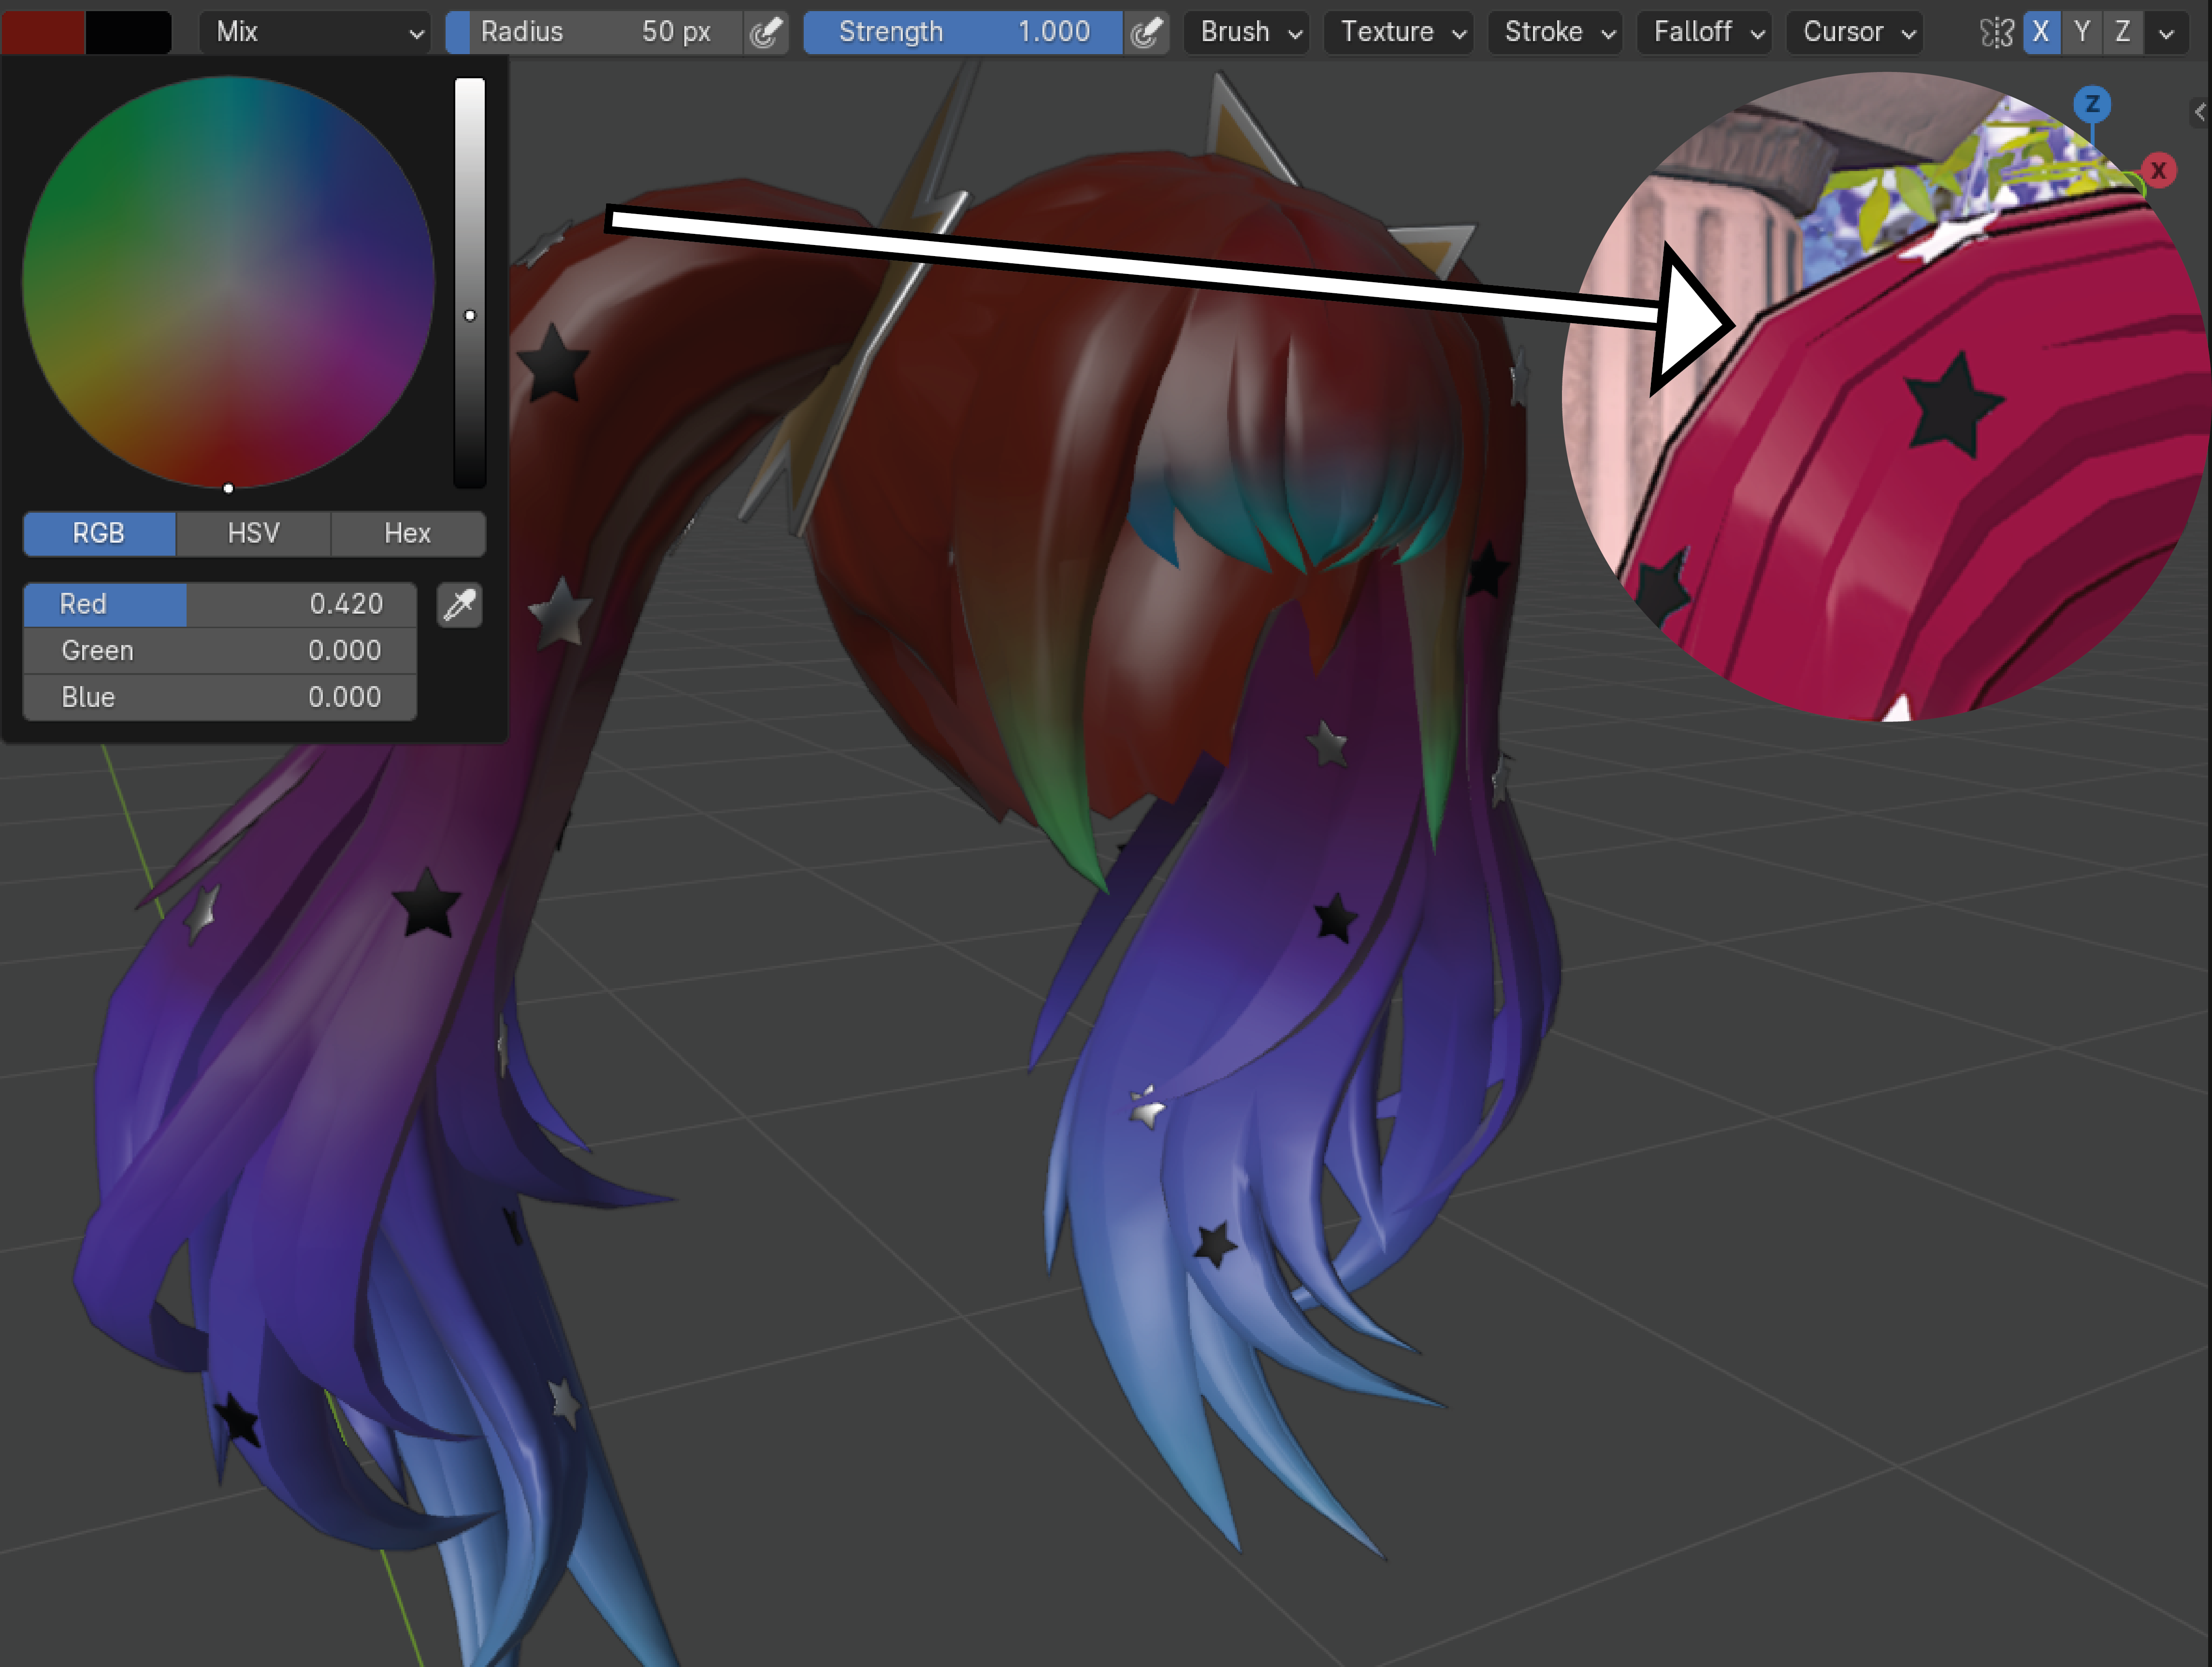 Mix Radius 50 px Strength 1.000 Brush Texture Stroke Falloff Cursor X Y Z
Z
X
RGB HSV Hex
Red 0.420
Green 0.000
Blue 0.000